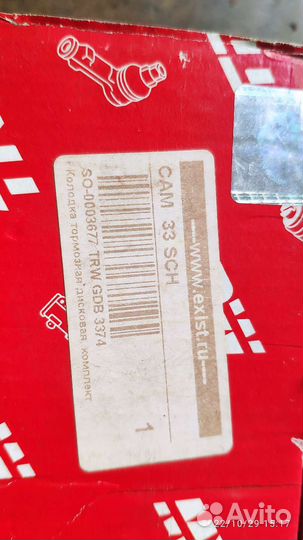 www.exist.ru
CAM 33 SCH
1
SO-0003677 TRW GDB 3374
Колодка тормозная дисковая комплект
22/10/29 15:17
Avito